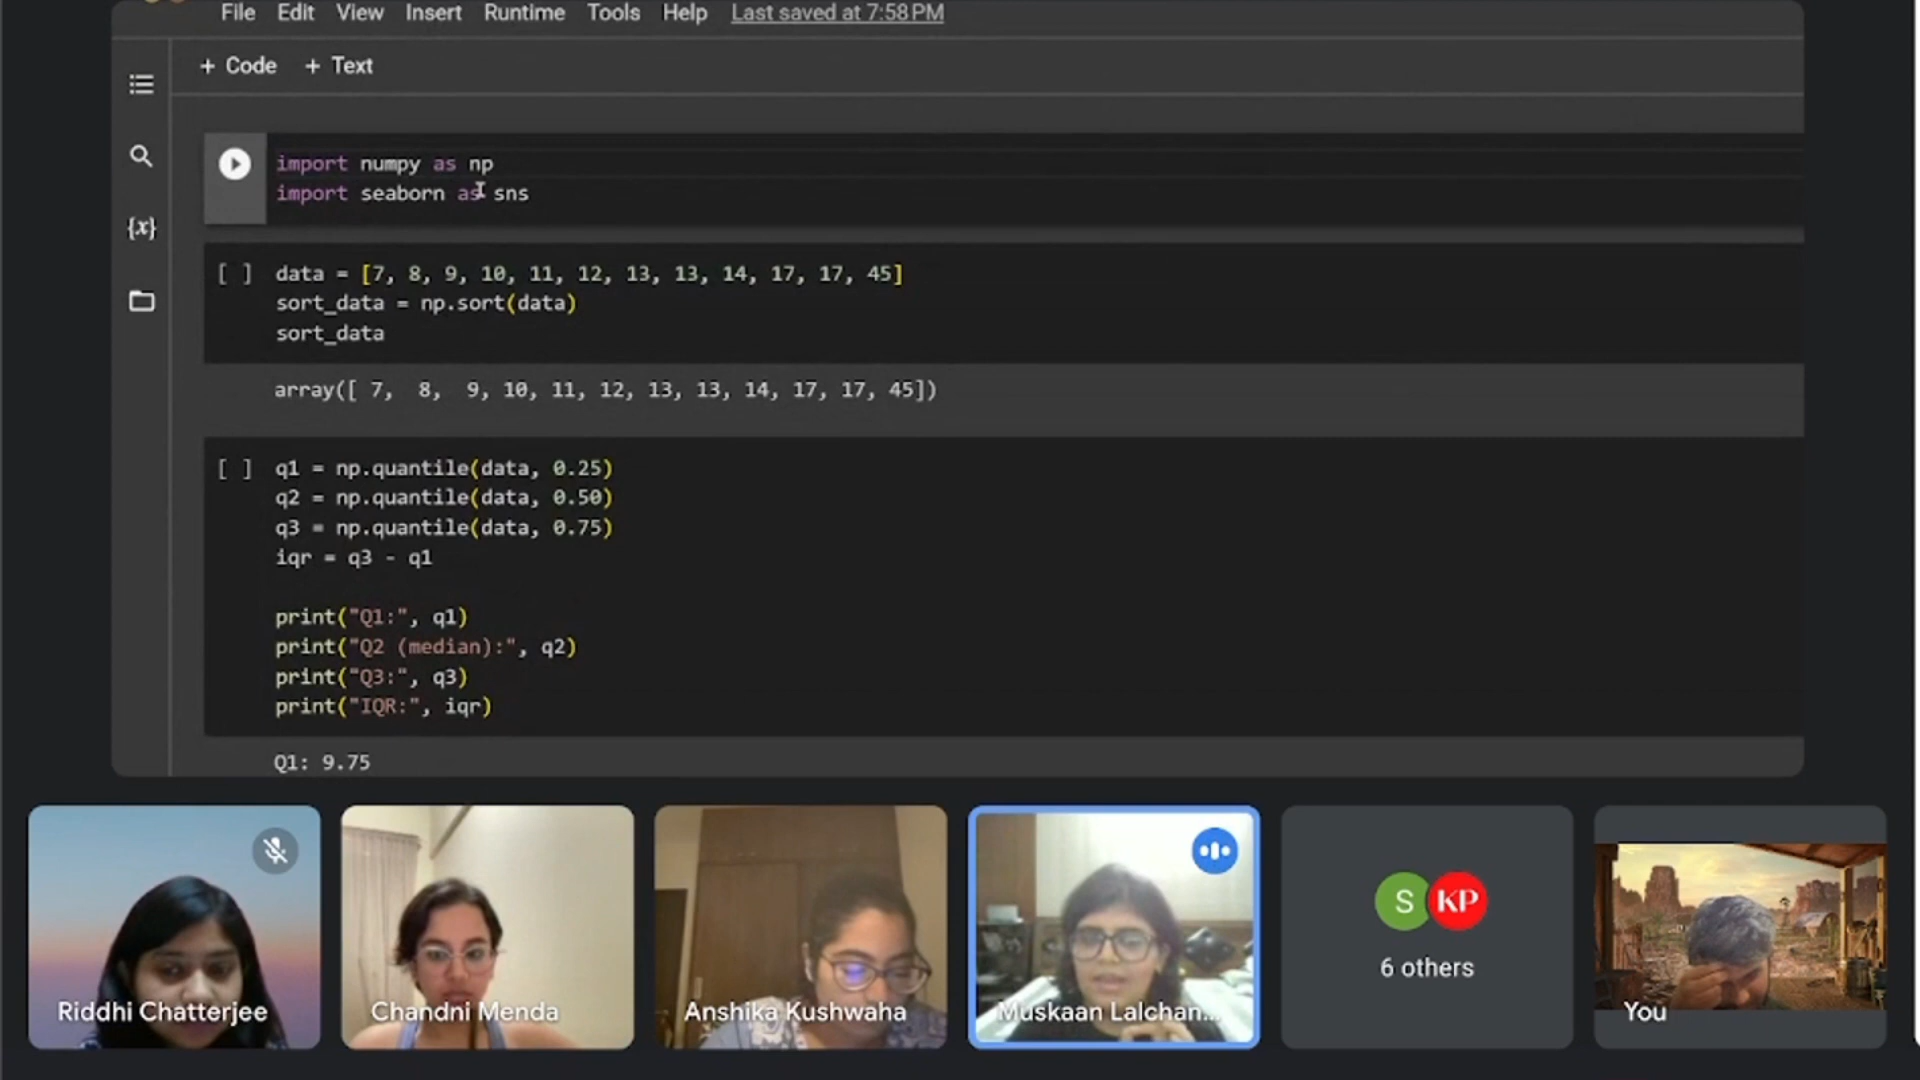 File Edit View Insert Runtime Tools Help Last saved at 7:58 PM
+ Code + Text
import numpy as np
import seaborn as sns
{x}
[ ] data = [7, 8, 9, 10, 11, 12, 13, 13, 14, 17, 17, 45]
sort_data = np.sort(data)
sort_data
array([ 7,  8,  9, 10, 11, 12, 13, 13, 14, 17, 17, 45])
[ ] q1 = np.quantile(data, 0.25)
q2 = np.quantile(data, 0.50)
q3 = np.quantile(data, 0.75)
iqr = q3 - q1
print("Q1:", q1)
print("Q2 (median):", q2)
print("Q3:", q3)
print("IQR:", iqr)
Q1: 9.75
S KP
6 others
Riddhi Chatterjee
Chandni Menda
Anshika Kushwaha
Muskaan Lalchan...
You